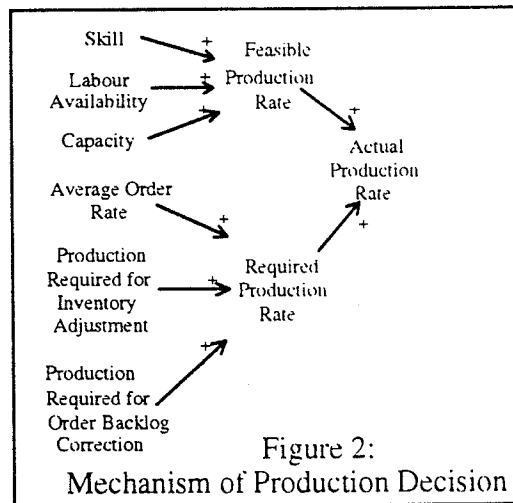 Skill
+
Feasible
Production
Rate
Labour
Availability
+
Capacity
+
+
Actual
Production
Rate
Average Order
Rate
+
+
Production
Required for
Inventory
Adjustment
+
Required
Production
Rate
Production
Required for
Order Backlog
Correction
+
Figure 2:
Mechanism of Production Decision